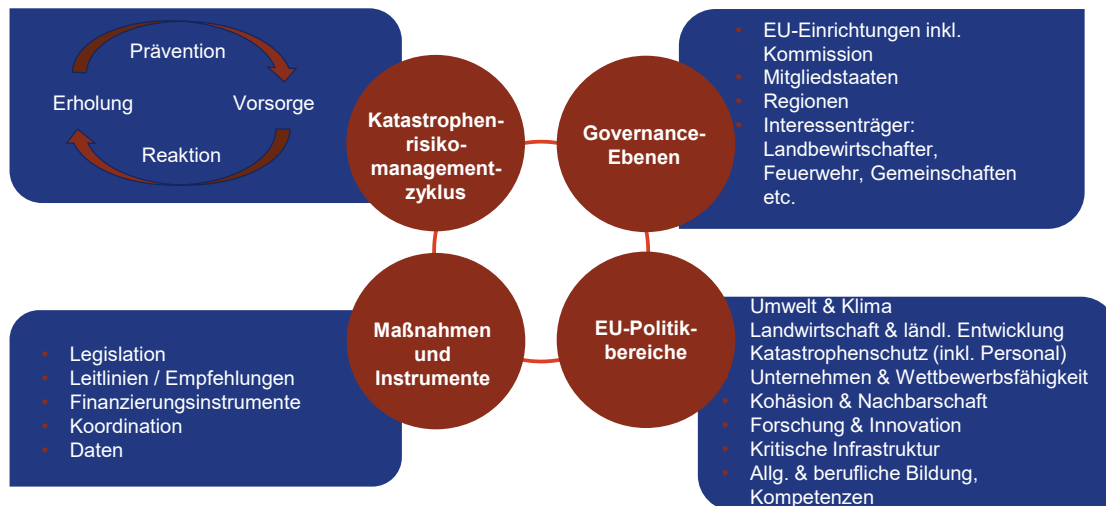 Prävention
Erholung
Vorsorge
Reaktion
Katastrophen-
risiko-
management-
zyklus
Governance-
Ebenen
• EU-Einrichtungen inkl.
Kommission
• Mitgliedstaaten
• Regionen
• Interessenträger:
Landbewirtschafter,
Feuerwehr, Gemeinschaften
etc.
• Legislation
• Leitlinien / Empfehlungen
• Finanzierungsinstrumente
• Koordination
• Daten
Maßnahmen
und
Instrumente
EU-Politik-
bereiche
Umwelt & Klima
Landwirtschaft & ländl. Entwicklung
Katastrophenschutz (inkl. Personal)
Unternehmen & Wettbewerbsfähigkeit
• Kohäsion & Nachbarschaft
• Forschung & Innovation
• Kritische Infrastruktur
• Allg. & berufliche Bildung,
Kompetenzen